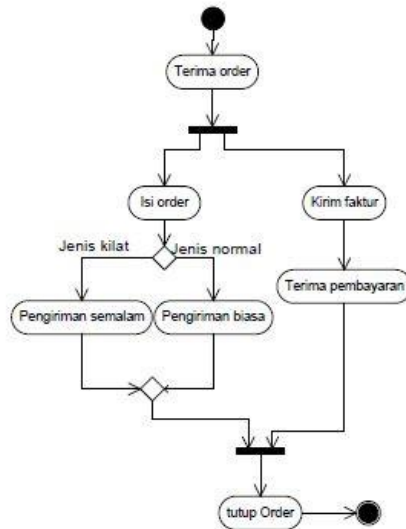 Terima order
Isi order
Kirim faktur
Jenis kilat
Jenis normal
Pengiriman semalam
Pengiriman biasa
Terima pembayaran
tutup Order